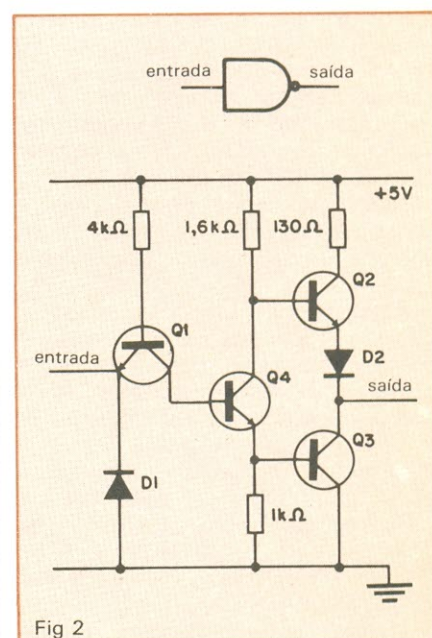 entrada
saída
+5V
4kΩ
1,6kΩ
130Ω
Q2
Q1
D2
entrada
Q4
saída
Q3
D1
1kΩ
Fig 2